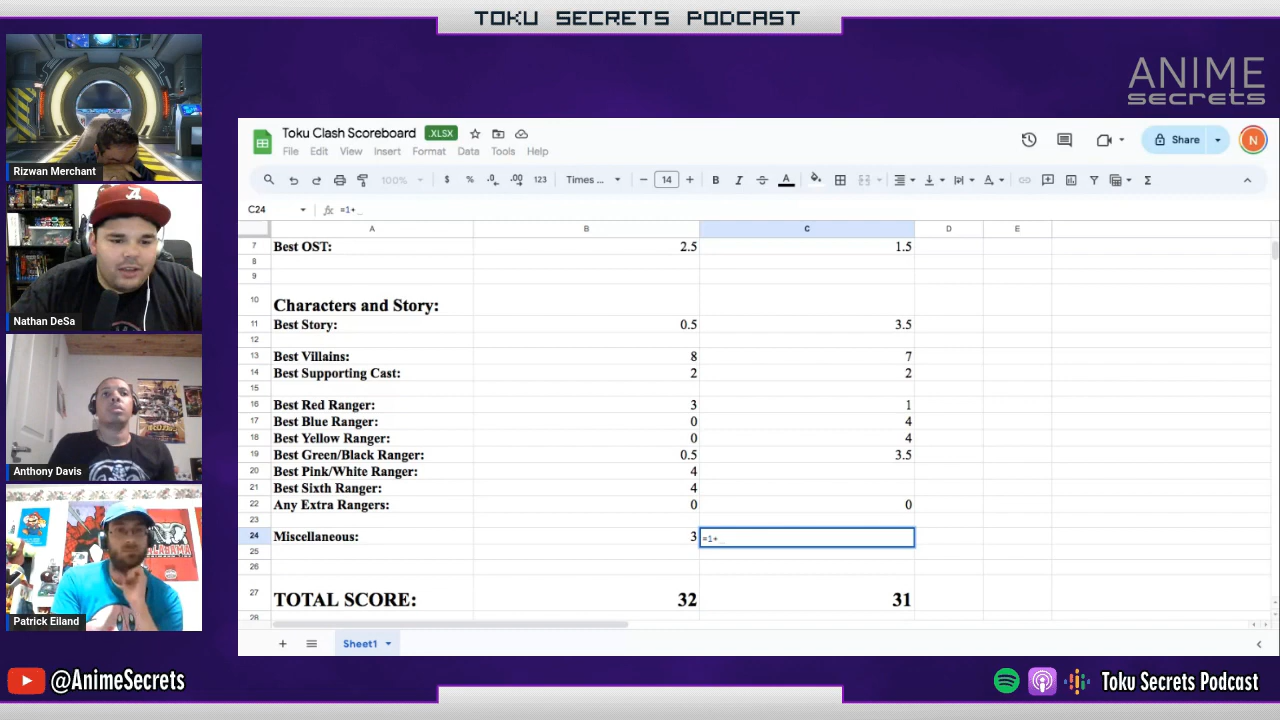 TOKU SECRETS PODCAST
ANIME
secrets
Rizwan Merchant
Nathan DeSa
Anthony Davis
Patrick Eiland
Toku Clash Scoreboard .XLSX
File Edit View Insert Format Data Tools Help
Share
N
100% $ % .0 .00 123 Times ... − 14 + B I A Σ
C24 fx =1+
A B C D E
7 Best OST: 2.5 1.5
8
9
10 Characters and Story:
11 Best Story: 0.5 3.5
12
13 Best Villains: 8 7
14 Best Supporting Cast: 2 2
15
16 Best Red Ranger: 3 1
17 Best Blue Ranger: 0 4
18 Best Yellow Ranger: 0 4
19 Best Green/Black Ranger: 0.5 3.5
20 Best Pink/White Ranger: 4
21 Best Sixth Ranger: 4
22 Any Extra Rangers: 0 0
23
24 Miscellaneous: 3 =1+
25
26
27 TOTAL SCORE: 32 31
28
+ Sheet1
@AnimeSecrets
Toku Secrets Podcast